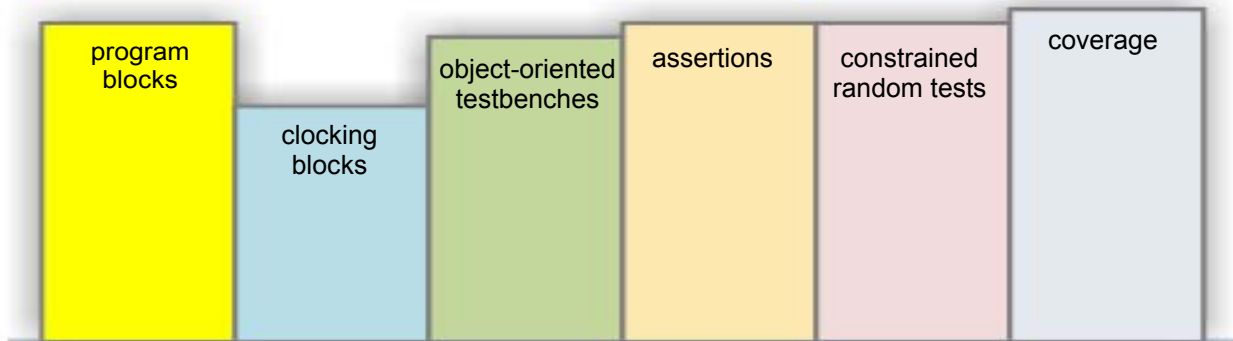 program
blocks
clocking
blocks
object-oriented
testbenches
assertions
constrained
random tests
coverage